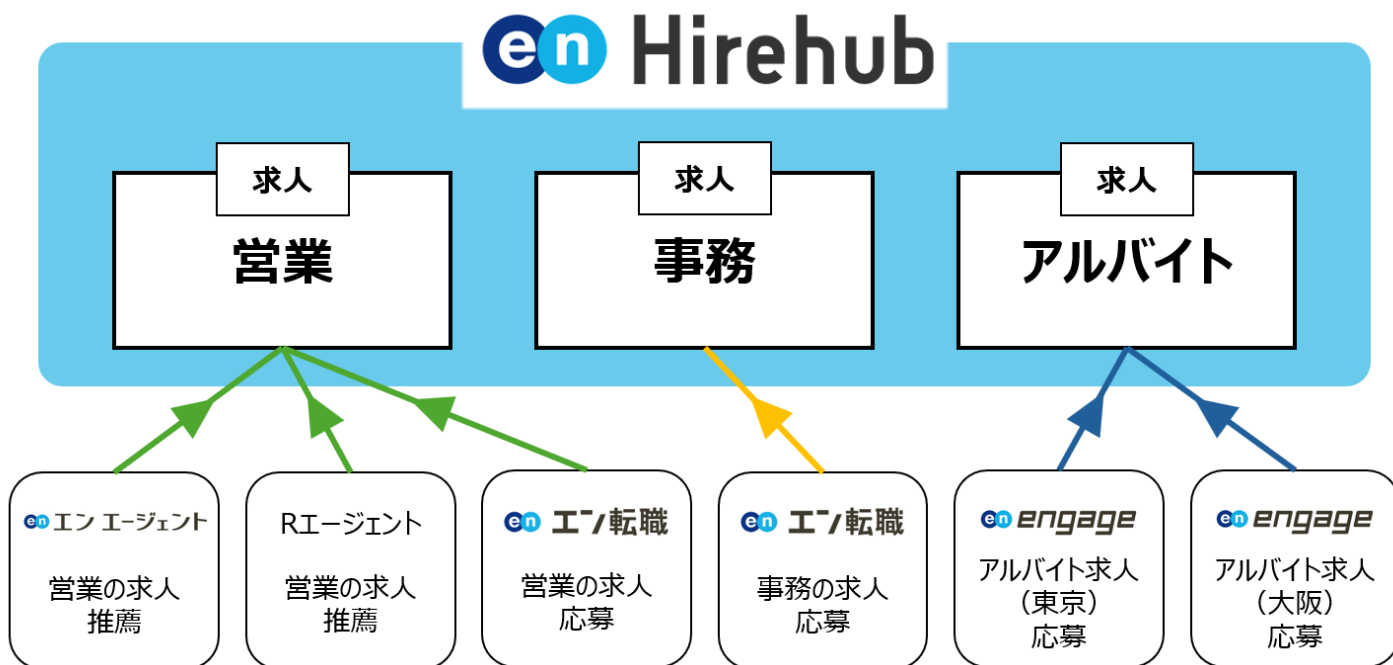 en Hirehub
求人
営業
求人
事務
求人
アルバイト
en エン エージェント
営業の求人
推薦
Rエージェント
営業の求人
推薦
en エン転職
営業の求人
応募
en エン転職
事務の求人
応募
en engage
アルバイト求人
（東京）
応募
en engage
アルバイト求人
（大阪）
応募